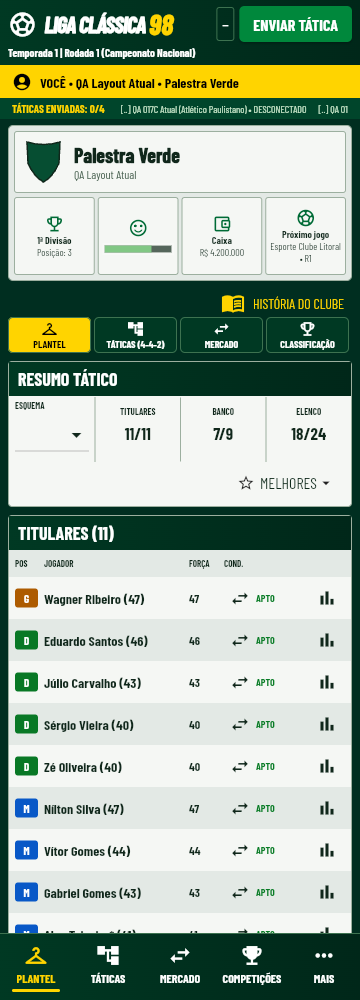 LIGA CLÁSSICA 98
–
ENVIAR TÁTICA
Temporada 1 | Rodada 1 (Campeonato Nacional)
VOCÊ • QA Layout Atual • Palestra Verde
TÁTICAS ENVIADAS: 0/4
[..] QA 017C Atual (Atlético Paulistano) • DESCONECTADO
[..] QA 01
Palestra Verde
QA Layout Atual
1ª Divisão
Posição: 3
Caixa
R$ 4.200.000
Próximo jogo
Esporte Clube Litoral
• R1
HISTÓRIA DO CLUBE
PLANTEL
TÁTICAS (4-4-2)
MERCADO
CLASSIFICAÇÃO
RESUMO TÁTICO
ESQUEMA
TITULARES
11/11
BANCO
7/9
ELENCO
18/24
MELHORES
TITULARES (11)
POS JOGADOR FORÇA COND.
G Wagner Ribeiro (47) 47 APTO
D Eduardo Santos (46) 46 APTO
D Júlio Carvalho (43) 43 APTO
D Sérgio Vieira (40) 40 APTO
D Zé Oliveira (40) 40 APTO
M Nílton Silva (47) 47 APTO
M Vítor Gomes (44) 44 APTO
M Gabriel Gomes (43) 43 APTO
PLANTEL
TÁTICAS
MERCADO
COMPETIÇÕES
MAIS